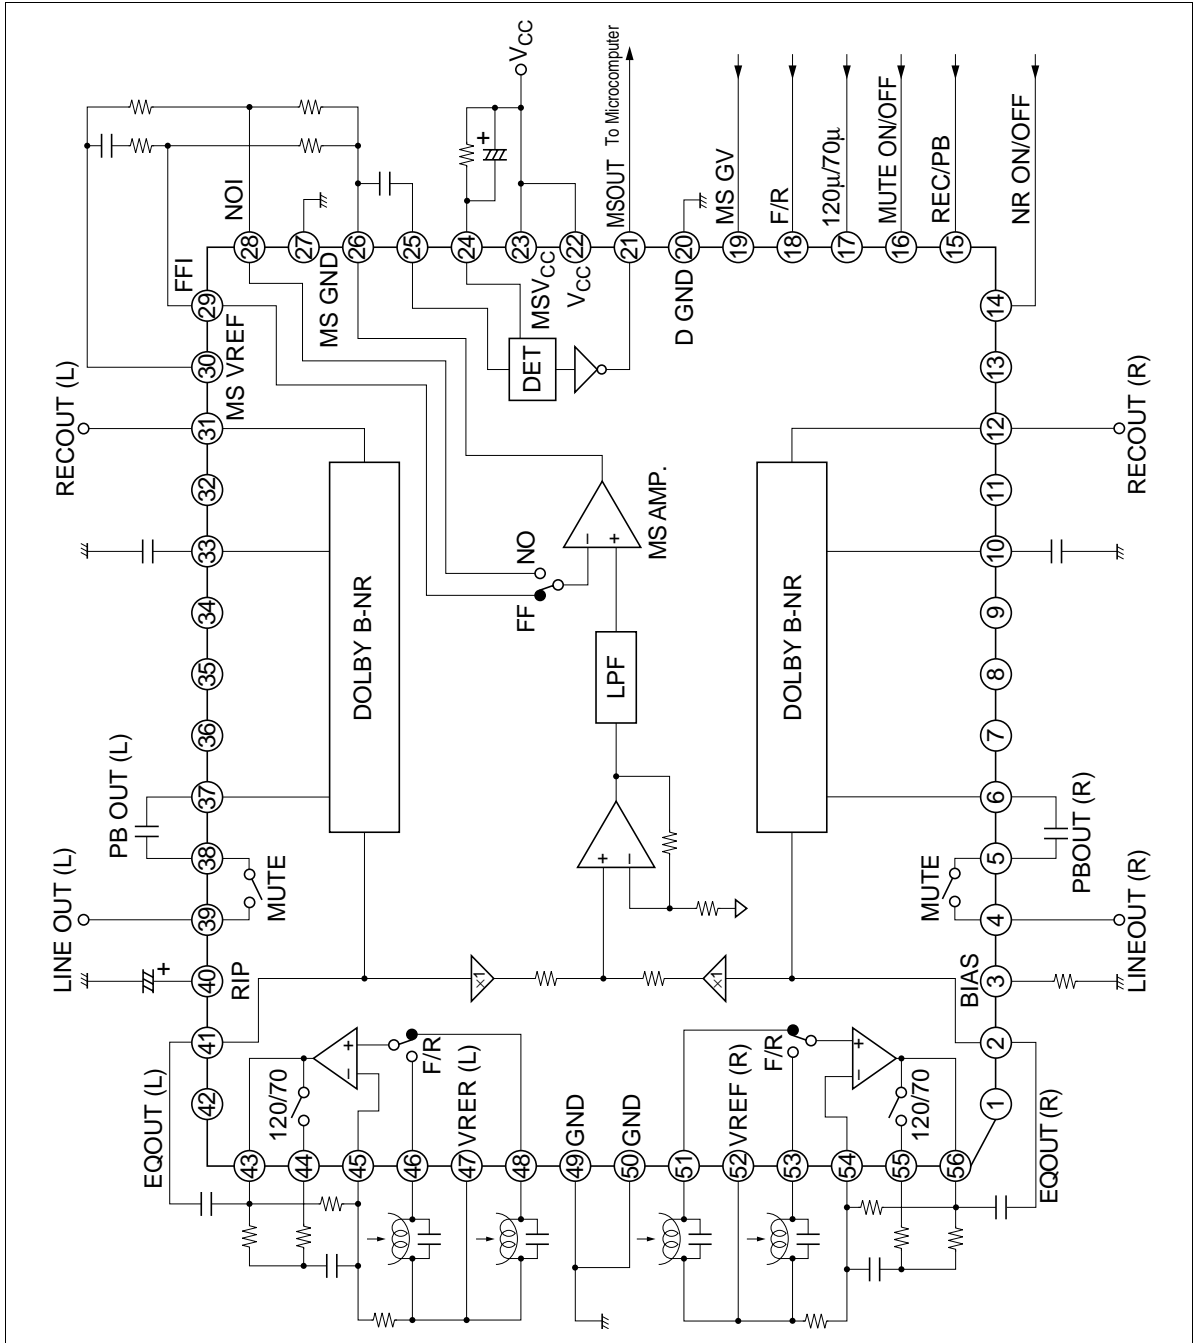 VCC
MSOUT To Microcomputer
MS GV
F/R
120μ/70μ
MUTE ON/OFF
REC/PB
NR ON/OFF
NOI
28
27
26
25
24
23
22
21
20
19
18
17
16
15
FFI
MS GND
MSVCC
VCC
D GND
29
14
MS VREF
30
13
DET
RECOUT (L)
31
12
RECOUT (R)
32
11
MS AMP.
−
+
NO
FF
33
10
34
9
DOLBY B-NR
LPF
DOLBY B-NR
35
8
36
7
PB OUT (L)
37
6
PBOUT (R)
38
5
MUTE
+
−
MUTE
LINE OUT (L)
39
4
LINEOUT (R)
+
40
RIP
×1
×1
BIAS
3
41
2
EQOUT (L)
42
120/70
−
+
F/R
VRER (L)
GND
GND
VREF (R)
F/R
−
+
120/70
1
EQOUT (R)
43
44
45
46
47
48
49
50
51
52
53
54
55
56